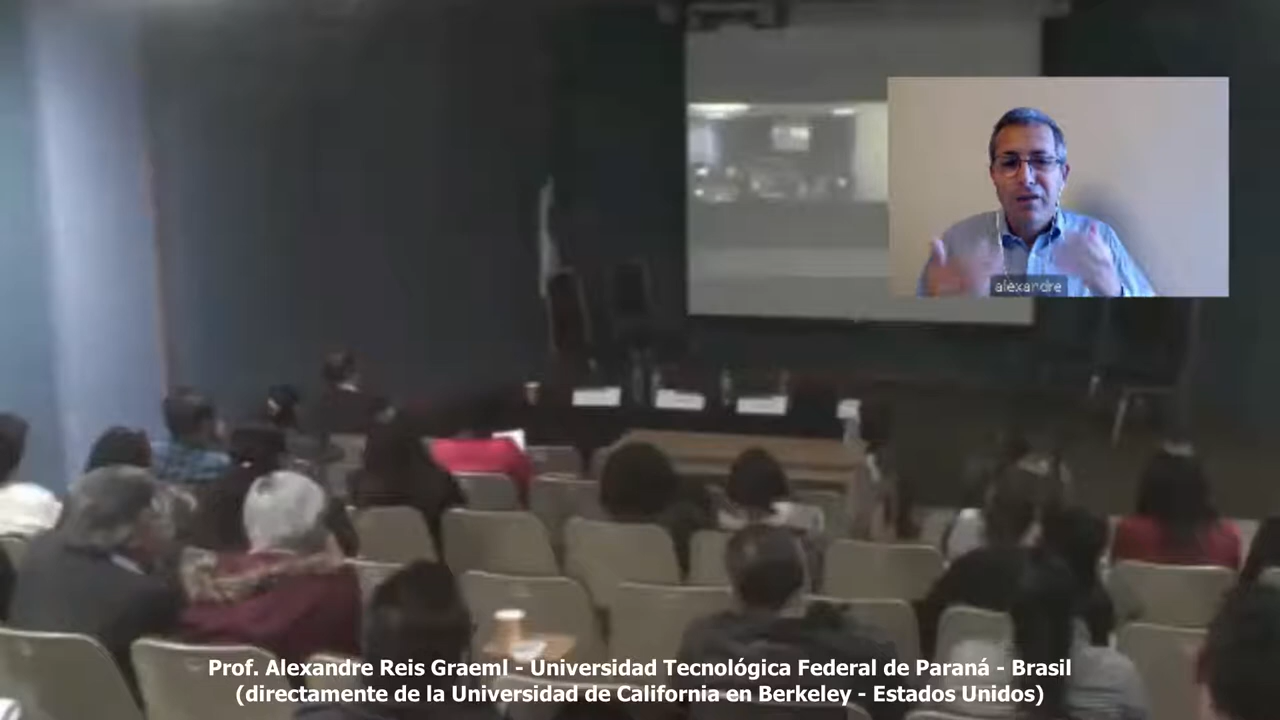 alexandre
Prof. Alexandre Reis Graeml - Universidad Tecnológica Federal de Paraná - Brasil
(directamente de la Universidad de California en Berkeley - Estados Unidos)